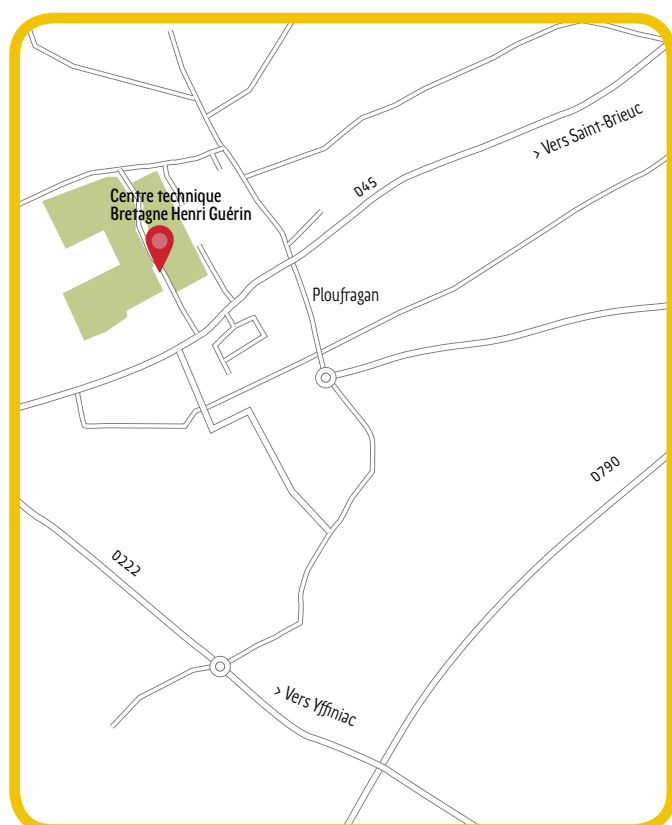 > Vers Saint-Brieuc
D45
Centre technique
Bretagne Henri Guérin
Ploufragan
D790
D222
> Vers Yffiniac